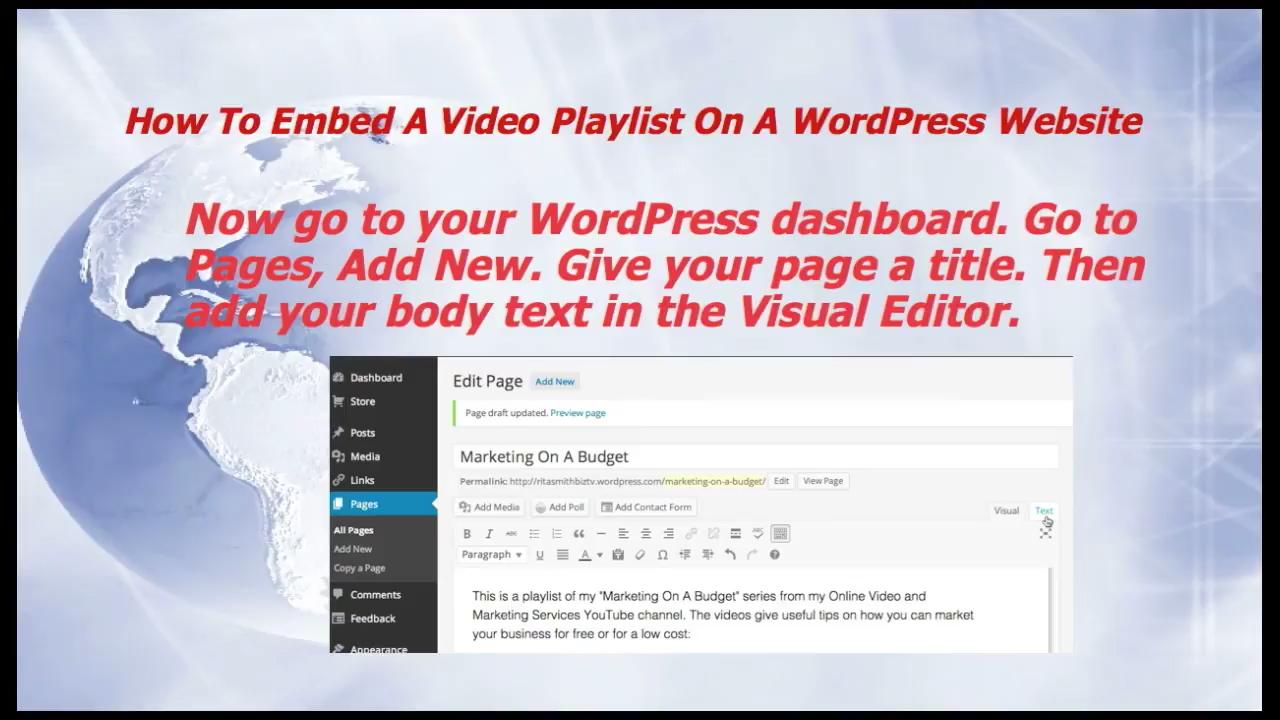 How To Embed A Video Playlist On A WordPress Website
Now go to your WordPress dashboard. Go to
Pages, Add New. Give your page a title. Then
add your body text in the Visual Editor.
Dashboard
Store
Posts
Media
Links
Pages
All Pages
Add New
Copy a Page
Comments
Feedback
Appearance
Edit Page Add New
Page draft updated. Preview page
Marketing On A Budget
Permalink: http://ritasmithbiztv.wordpress.com/marketing-on-a-budget/ Edit View Page
Add Media Add Poll Add Contact Form Visual Text
B I ABC
Paragraph U A Ω
This is a playlist of my "Marketing On A Budget" series from my Online Video and
Marketing Services YouTube channel. The videos give useful tips on how you can market
your business for free or for a low cost: